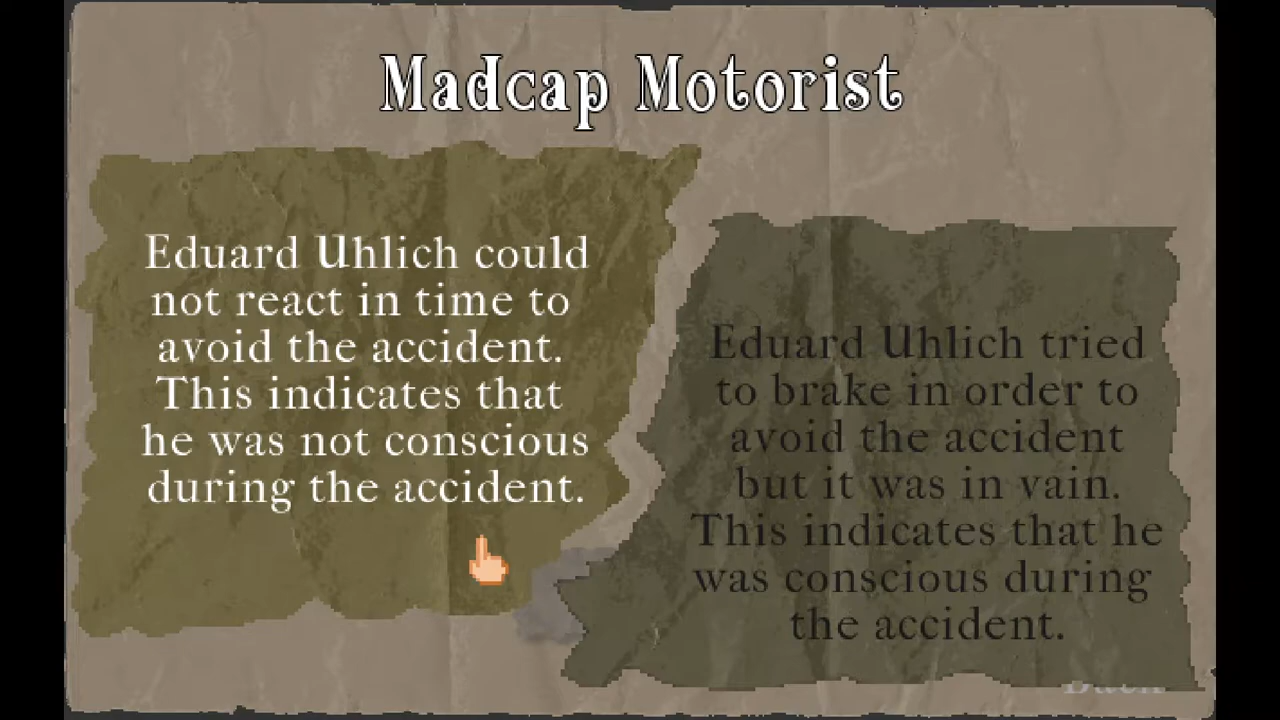 Madcap Motorist
Eduard Uhlich could
not react in time to
avoid the accident.
This indicates that
he was not conscious
during the accident.
Eduard Uhlich tried
to brake in order to
avoid the accident
but it was in vain.
This indicates that he
was conscious during
the accident.